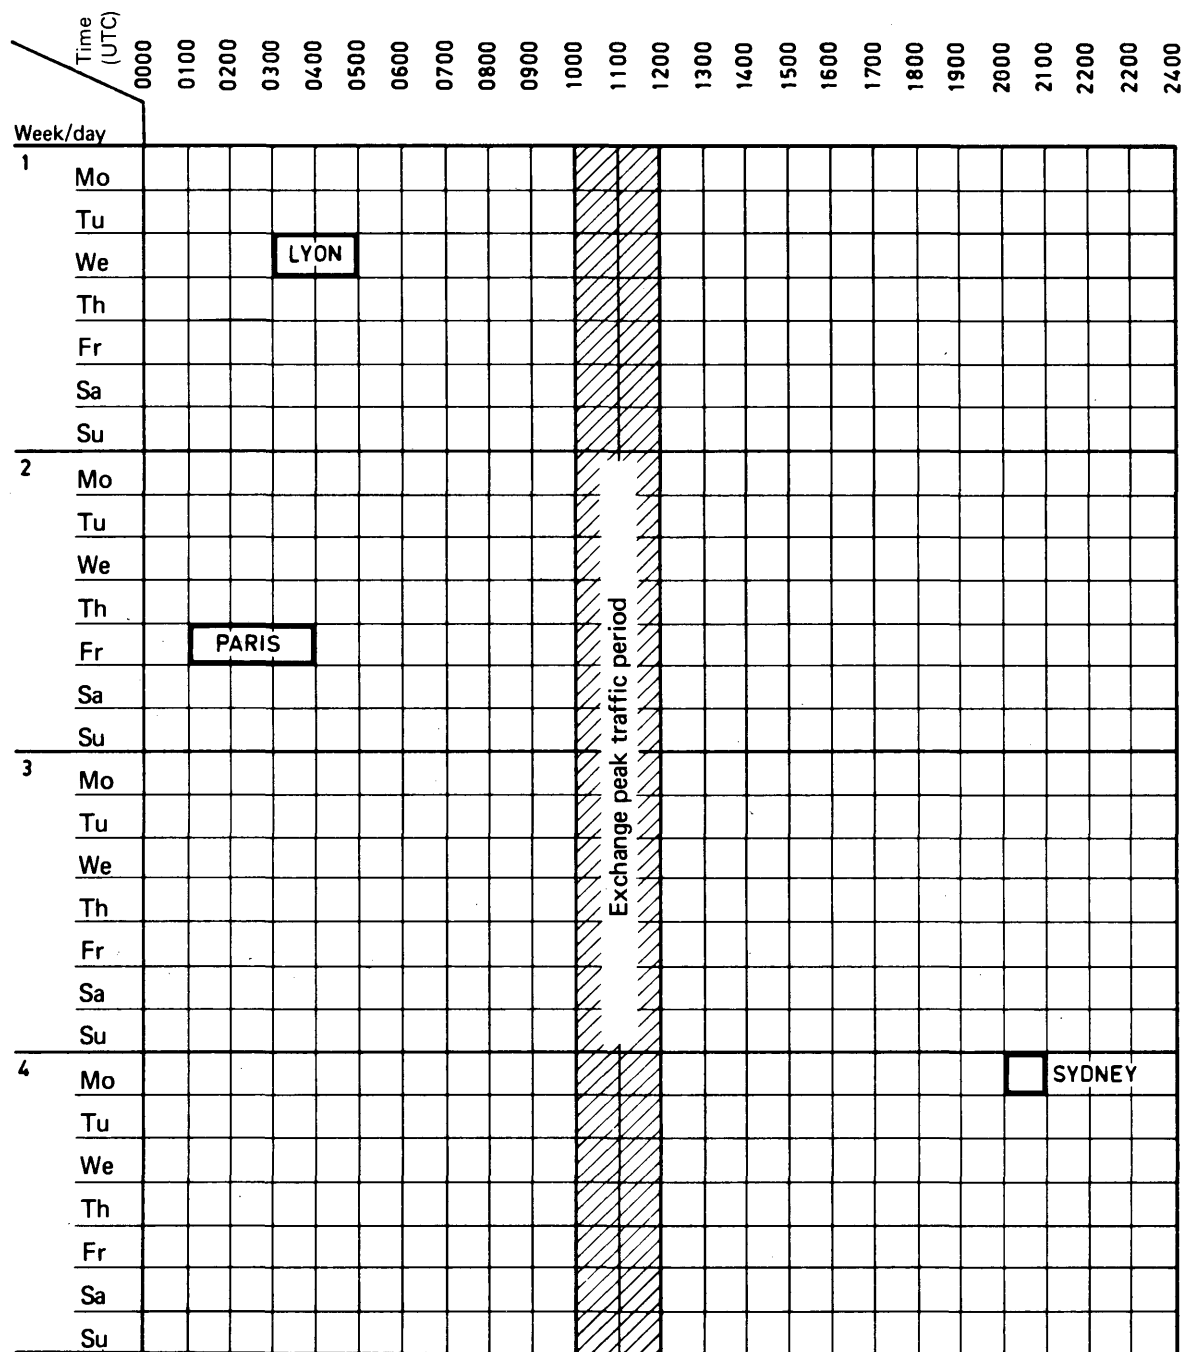 Time
(UTC)
0000 0100 0200 0300 0400 0500 0600 0700 0800 0900 1000 1100 1200 1300 1400 1500 1600 1700 1800 1900 2000 2100 2200 2200 2400
Week/day
1
Mo
Tu
We LYON
Th
Fr
Sa
Su
2
Mo
Tu
We
Th
Fr PARIS
Sa
Su
Exchange peak traffic period
3
Mo
Tu
We
Th
Fr
Sa
Su
4
Mo SYDNEY
Tu
We
Th
Fr
Sa
Su